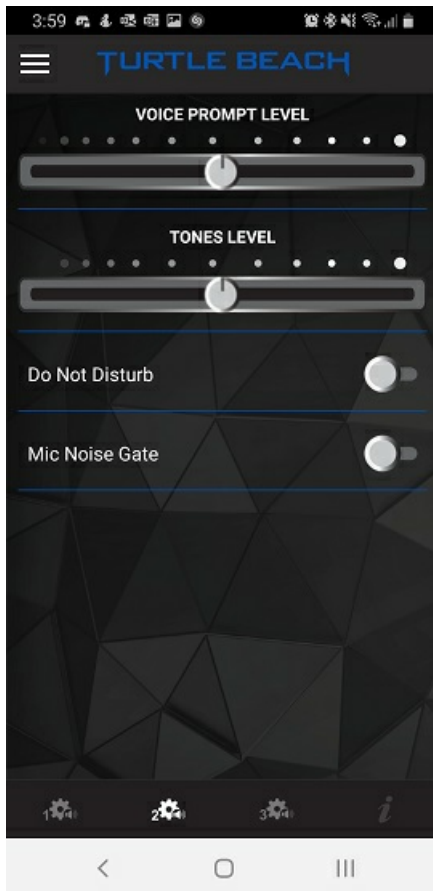 3:59
TURTLE BEACH
VOICE PROMPT LEVEL
TONES LEVEL
Do Not Disturb
Mic Noise Gate
1 2 3 i